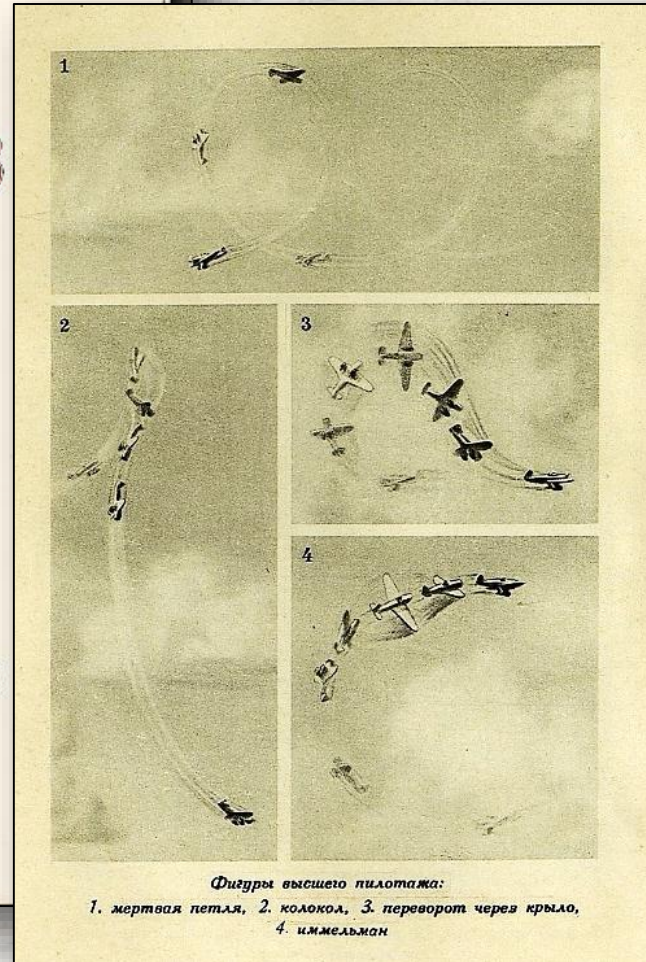 1
2
3
4
Фигуры высшего пилотажа:
1. мертвая петля, 2. колокол, 3. переворот через крыло,
4. иммельман